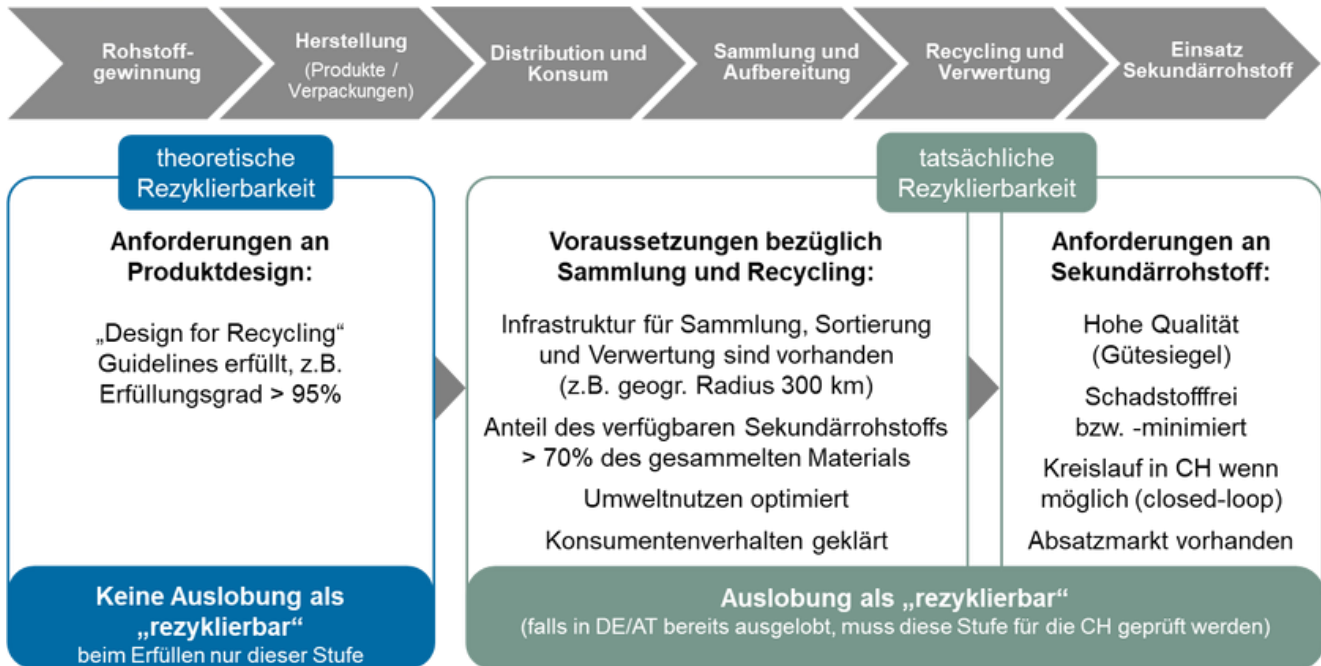 Rohstoff-
gewinnung
Herstellung
(Produkte /
Verpackungen)
Distribution und
Konsum
Sammlung und
Aufbereitung
Recycling und
Verwertung
Einsatz
Sekundärrohstoff
theoretische
Rezyklierbarkeit
Anforderungen an
Produktdesign:
„Design for Recycling“
Guidelines erfüllt, z.B.
Erfüllungsgrad > 95%
Keine Auslobung als
„rezyklierbar“
beim Erfüllen nur dieser Stufe
tatsächliche
Rezyklierbarkeit
Voraussetzungen bezüglich
Sammlung und Recycling:
Infrastruktur für Sammlung, Sortierung
und Verwertung sind vorhanden
(z.B. geogr. Radius 300 km)
Anteil des verfügbaren Sekundärrohstoffs
> 70% des gesammelten Materials
Umweltnutzen optimiert
Konsumentenverhalten geklärt
Anforderungen an
Sekundärrohstoff:
Hohe Qualität
(Gütesiegel)
Schadstofffrei
bzw. -minimiert
Kreislauf in CH wenn
möglich (closed-loop)
Absatzmarkt vorhanden
Auslobung als „rezyklierbar“
(falls in DE/AT bereits ausgelobt, muss diese Stufe für die CH geprüft werden)